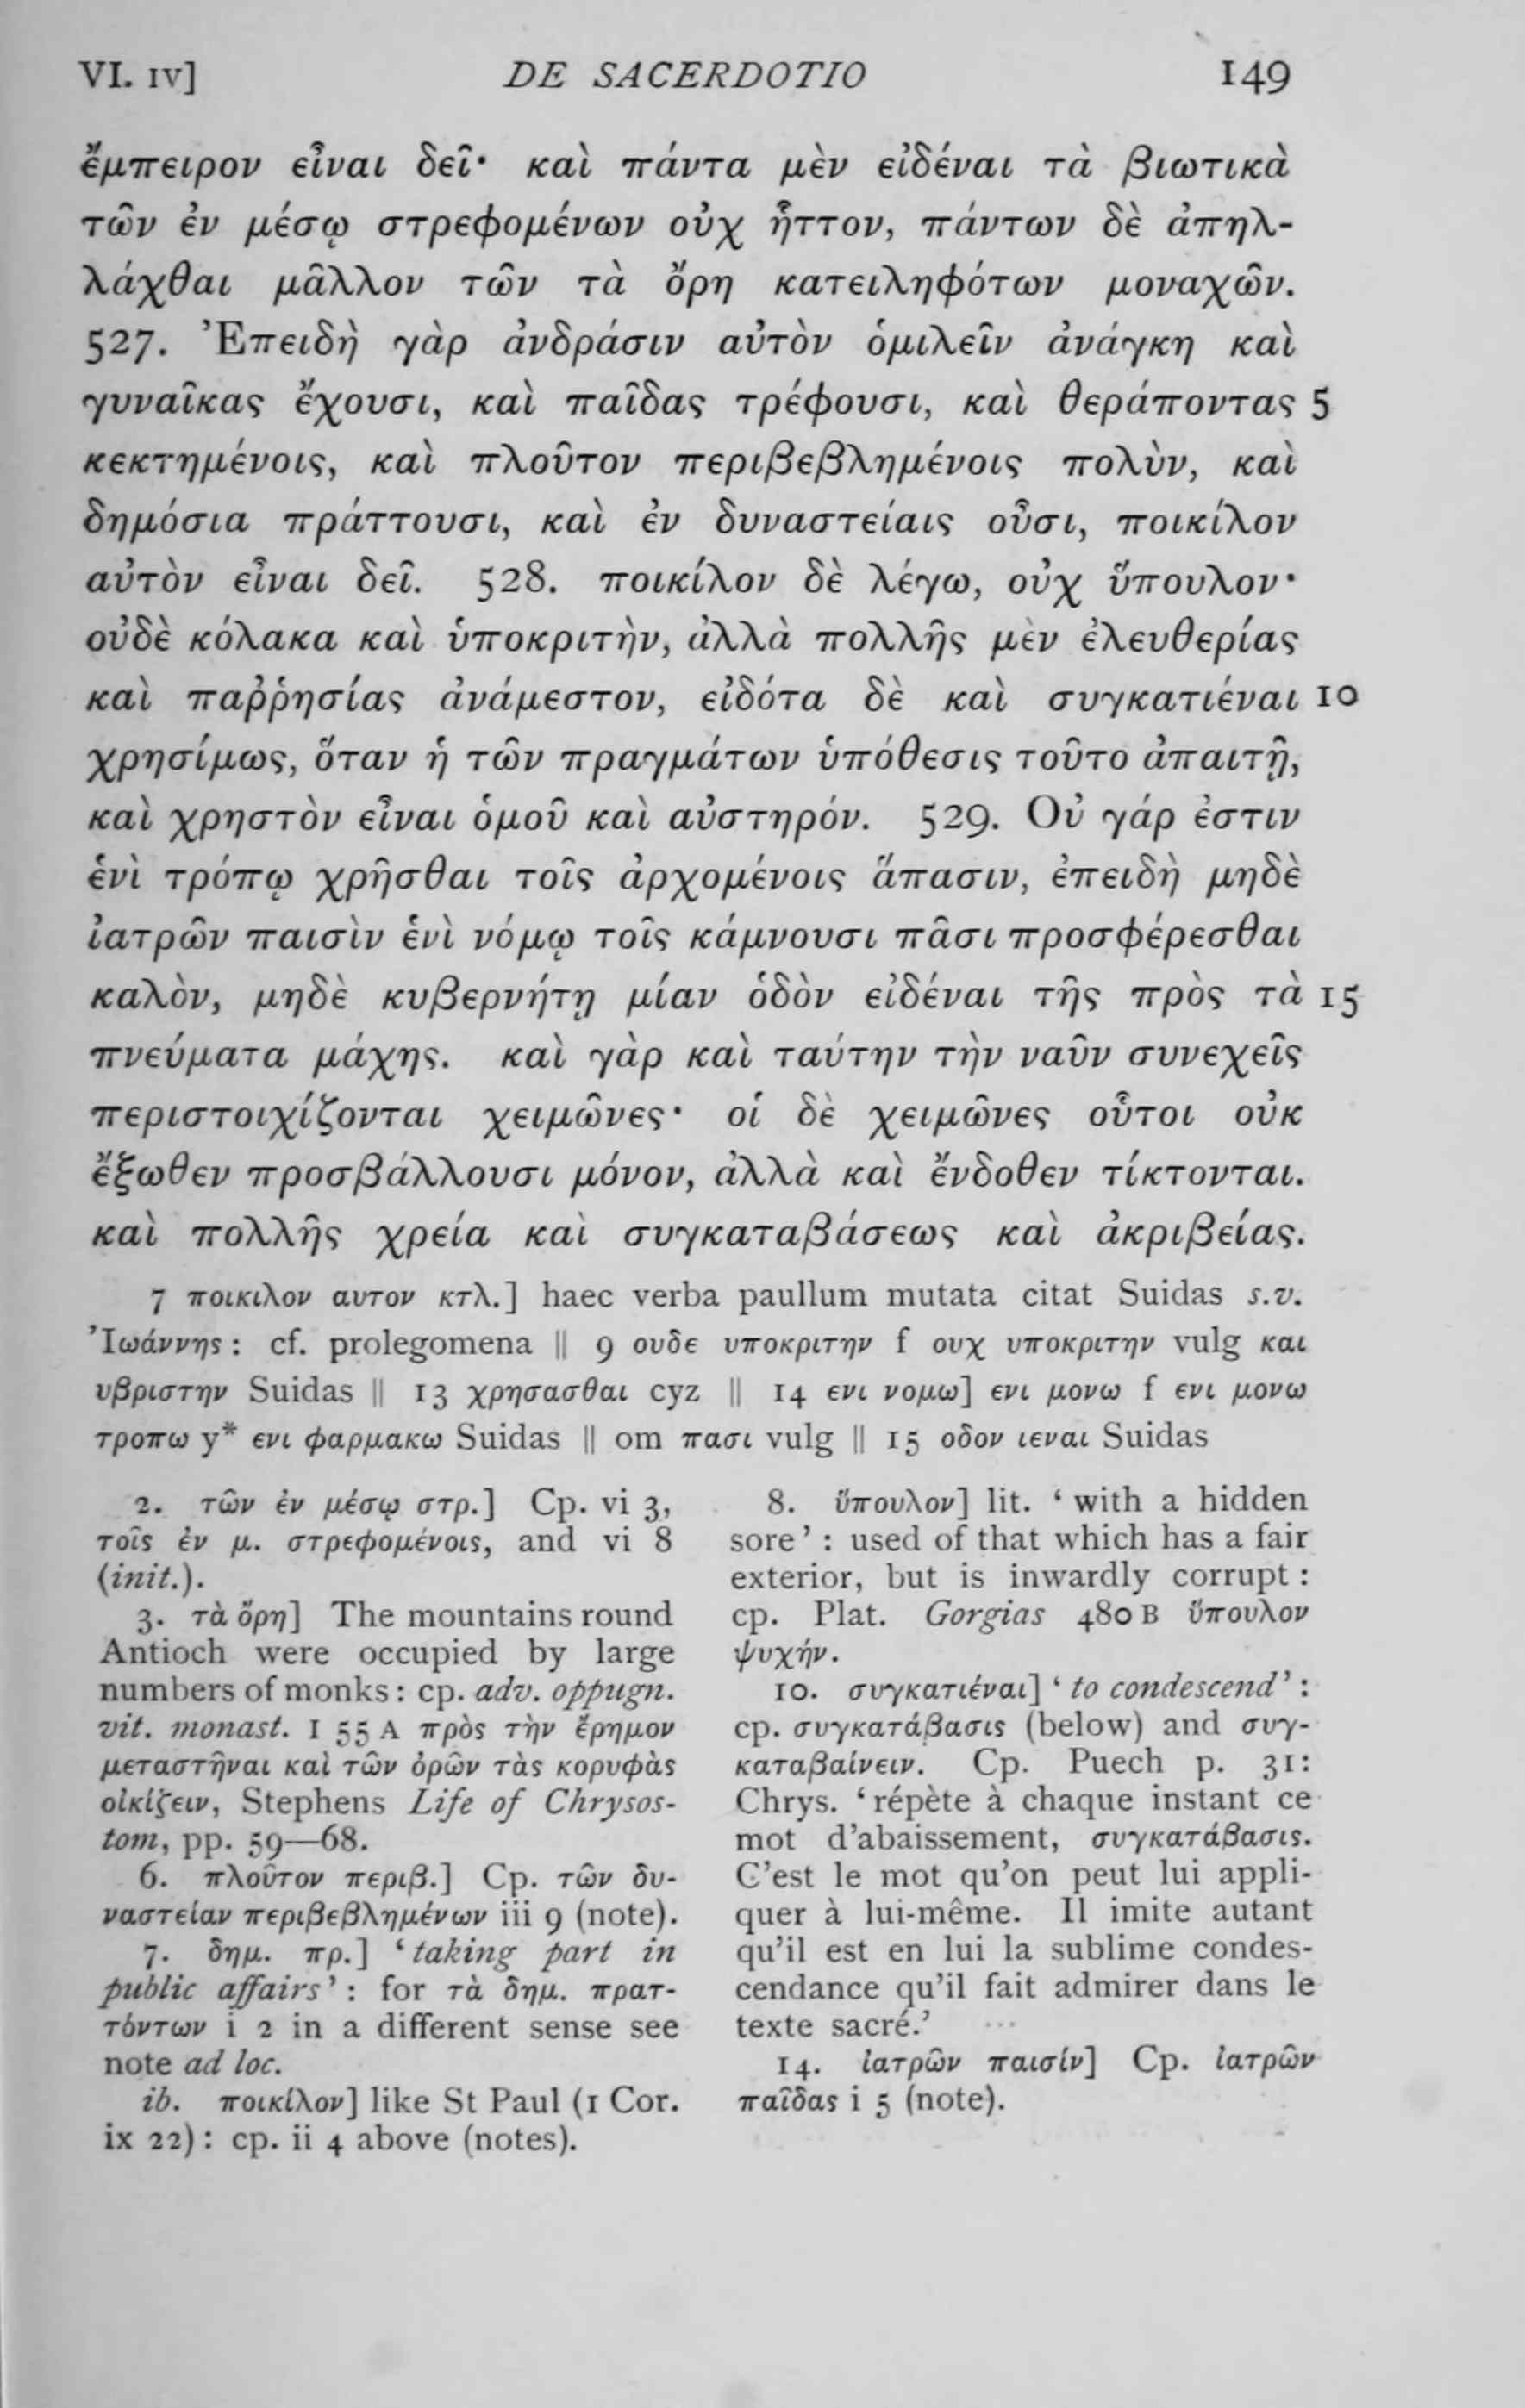 VI. IV] DE SACERDOTIO 149
ἔμπειρον εἶναι δεῖ· καὶ πάντα μὲν εἰδέναι τὰ βιωτικὰ
τῶν ἐν μέσῳ στρεφομένων οὐχ ἧττον, πάντων δὲ ἀπηλ-
λάχθαι μᾶλλον τῶν τὰ ὄρη κατειληφότων μοναχῶν.
527. Ἐπειδὴ γὰρ ἀνδράσιν αὐτὸν ὁμιλεῖν ἀνάγκη καὶ
γυναῖκας ἔχουσι, καὶ παῖδας τρέφουσι, καὶ θεράποντας 5
κεκτημένοις, καὶ πλοῦτον περιβεβλημένοις πολὺν, καὶ
δημόσια πράττουσι, καὶ ἐν δυναστείαις οὖσι, ποικίλον
αὐτὸν εἶναι δεῖ. 528. ποικίλον δὲ λέγω, οὐχ ὕπουλον·
οὐδὲ κόλακα καὶ ὑποκριτὴν, ἀλλὰ πολλῆς μὲν ἐλευθερίας
καὶ παῤῥησίας ἀνάμεστον, εἰδότα δὲ καὶ συγκατιέναι 10
χρησίμως, ὅταν ἡ τῶν πραγμάτων ὑπόθεσις τοῦτο ἀπαιτῇ,
καὶ χρηστὸν εἶναι ὁμοῦ καὶ αὐστηρόν. 529. Οὐ γάρ ἐστιν
ἑνὶ τρόπῳ χρῆσθαι τοῖς ἀρχομένοις ἅπασιν, ἐπειδὴ μηδὲ
ἰατρῶν παισὶν ἑνὶ νόμῳ τοῖς κάμνουσι πᾶσι προσφέρεσθαι
καλὸν, μηδὲ κυβερνήτῃ μίαν ὁδὸν εἰδέναι τῆς πρὸς τὰ 15
πνεύματα μάχης. καὶ γὰρ καὶ ταύτην τὴν ναῦν συνεχεῖς
περιστοιχίζονται χειμῶνες· οἱ δὲ χειμῶνες οὗτοι οὐκ
ἔξωθεν προσβάλλουσι μόνον, ἀλλὰ καὶ ἔνδοθεν τίκτονται.
καὶ πολλῆς χρεία καὶ συγκαταβάσεως καὶ ἀκριβείας.
7 ποικιλον αυτον κτλ.] haec verba paullum mutata citat Suidas s.v.
Ἰωάννης : cf. prolegomena || 9 ουδε υποκριτην f ουχ υποκριτην vulg και
υβριστην Suidas || 13 χρησασθαι cyz || 14 ενι νομω] ενι μονω f ενι μονω
τροπω y* ενι φαρμακω Suidas || om πασι vulg || 15 οδον ιεναι Suidas
2. τῶν ἐν μέσῳ στρ.] Cp. vi 3,
τοῖς ἐν μ. στρεφομένοις, and vi 8
(init.).
3. τὰ ὄρη] The mountains round
Antioch were occupied by large
numbers of monks : cp. adv. oppugn.
vit. monast. I 55 A πρὸς τὴν ἔρημον
μεταστῆναι καὶ τῶν ὀρῶν τὰς κορυφὰς
οἰκίζειν, Stephens Life of Chrysos-
tom, pp. 59—68.
6. πλοῦτον περιβ.] Cp. τῶν δυ-
ναστείαν περιβεβλημένων iii 9 (note).
7. δημ. πρ.] ‘taking part in
public affairs’ : for τὰ δημ. πρατ-
τόντων i 2 in a different sense see
note ad loc.
ib. ποικίλον] like St Paul (1 Cor.
ix 22) : cp. ii 4 above (notes).
8. ὕπουλον] lit. ‘ with a hidden
sore’ : used of that which has a fair
exterior, but is inwardly corrupt :
cp. Plat. Gorgias 480 B ὕπουλον
ψυχήν.
10. συγκατιέναι] ‘ to condescend’ :
cp. συγκατάβασις (below) and συγ-
καταβαίνειν. Cp. Puech p. 31 :
Chrys. ‘répète à chaque instant ce
mot d’abaissement, συγκατάβασις.
C’est le mot qu’on peut lui appli-
quer à lui-même. Il imite autant
qu’il est en lui la sublime condes-
cendance qu’il fait admirer dans le
texte sacré.’
14. ἰατρῶν παισίν] Cp. ἰατρῶν
παῖδας i 5 (note).